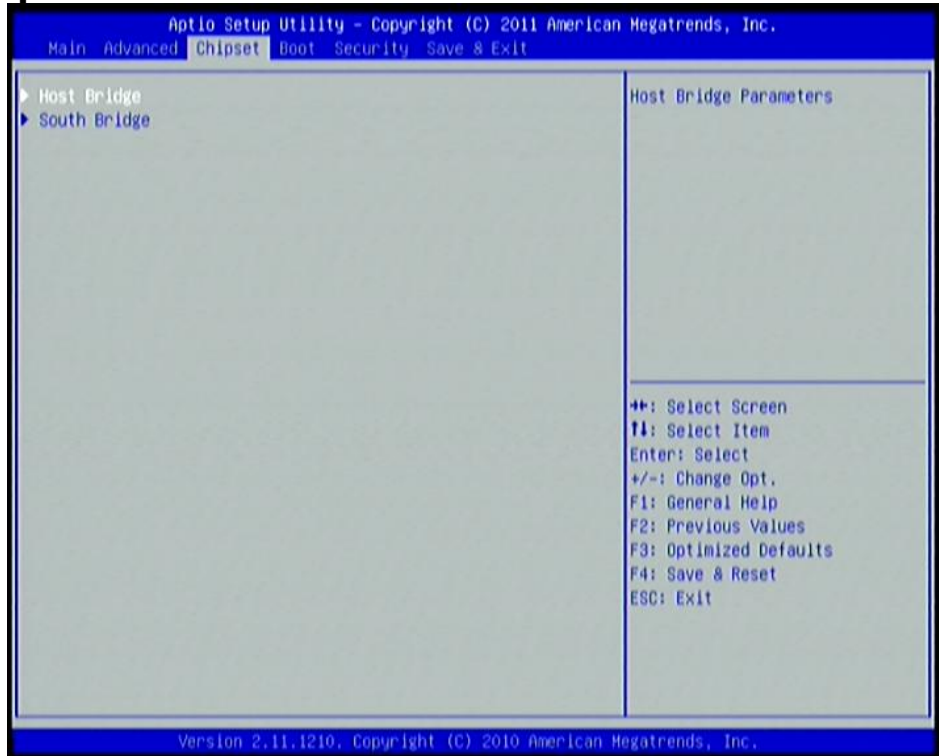 Aptio Setup Utility - Copyright (C) 2011 American Megatrends, Inc.
Main Advanced Chipset Boot Security Save & Exit
Host Bridge
South Bridge
Host Bridge Parameters
→←: Select Screen
↑↓: Select Item
Enter: Select
+/-: Change Opt.
F1: General Help
F2: Previous Values
F3: Optimized Defaults
F4: Save & Reset
ESC: Exit
Version 2.11.1210. Copyright (C) 2010 American Megatrends, Inc.